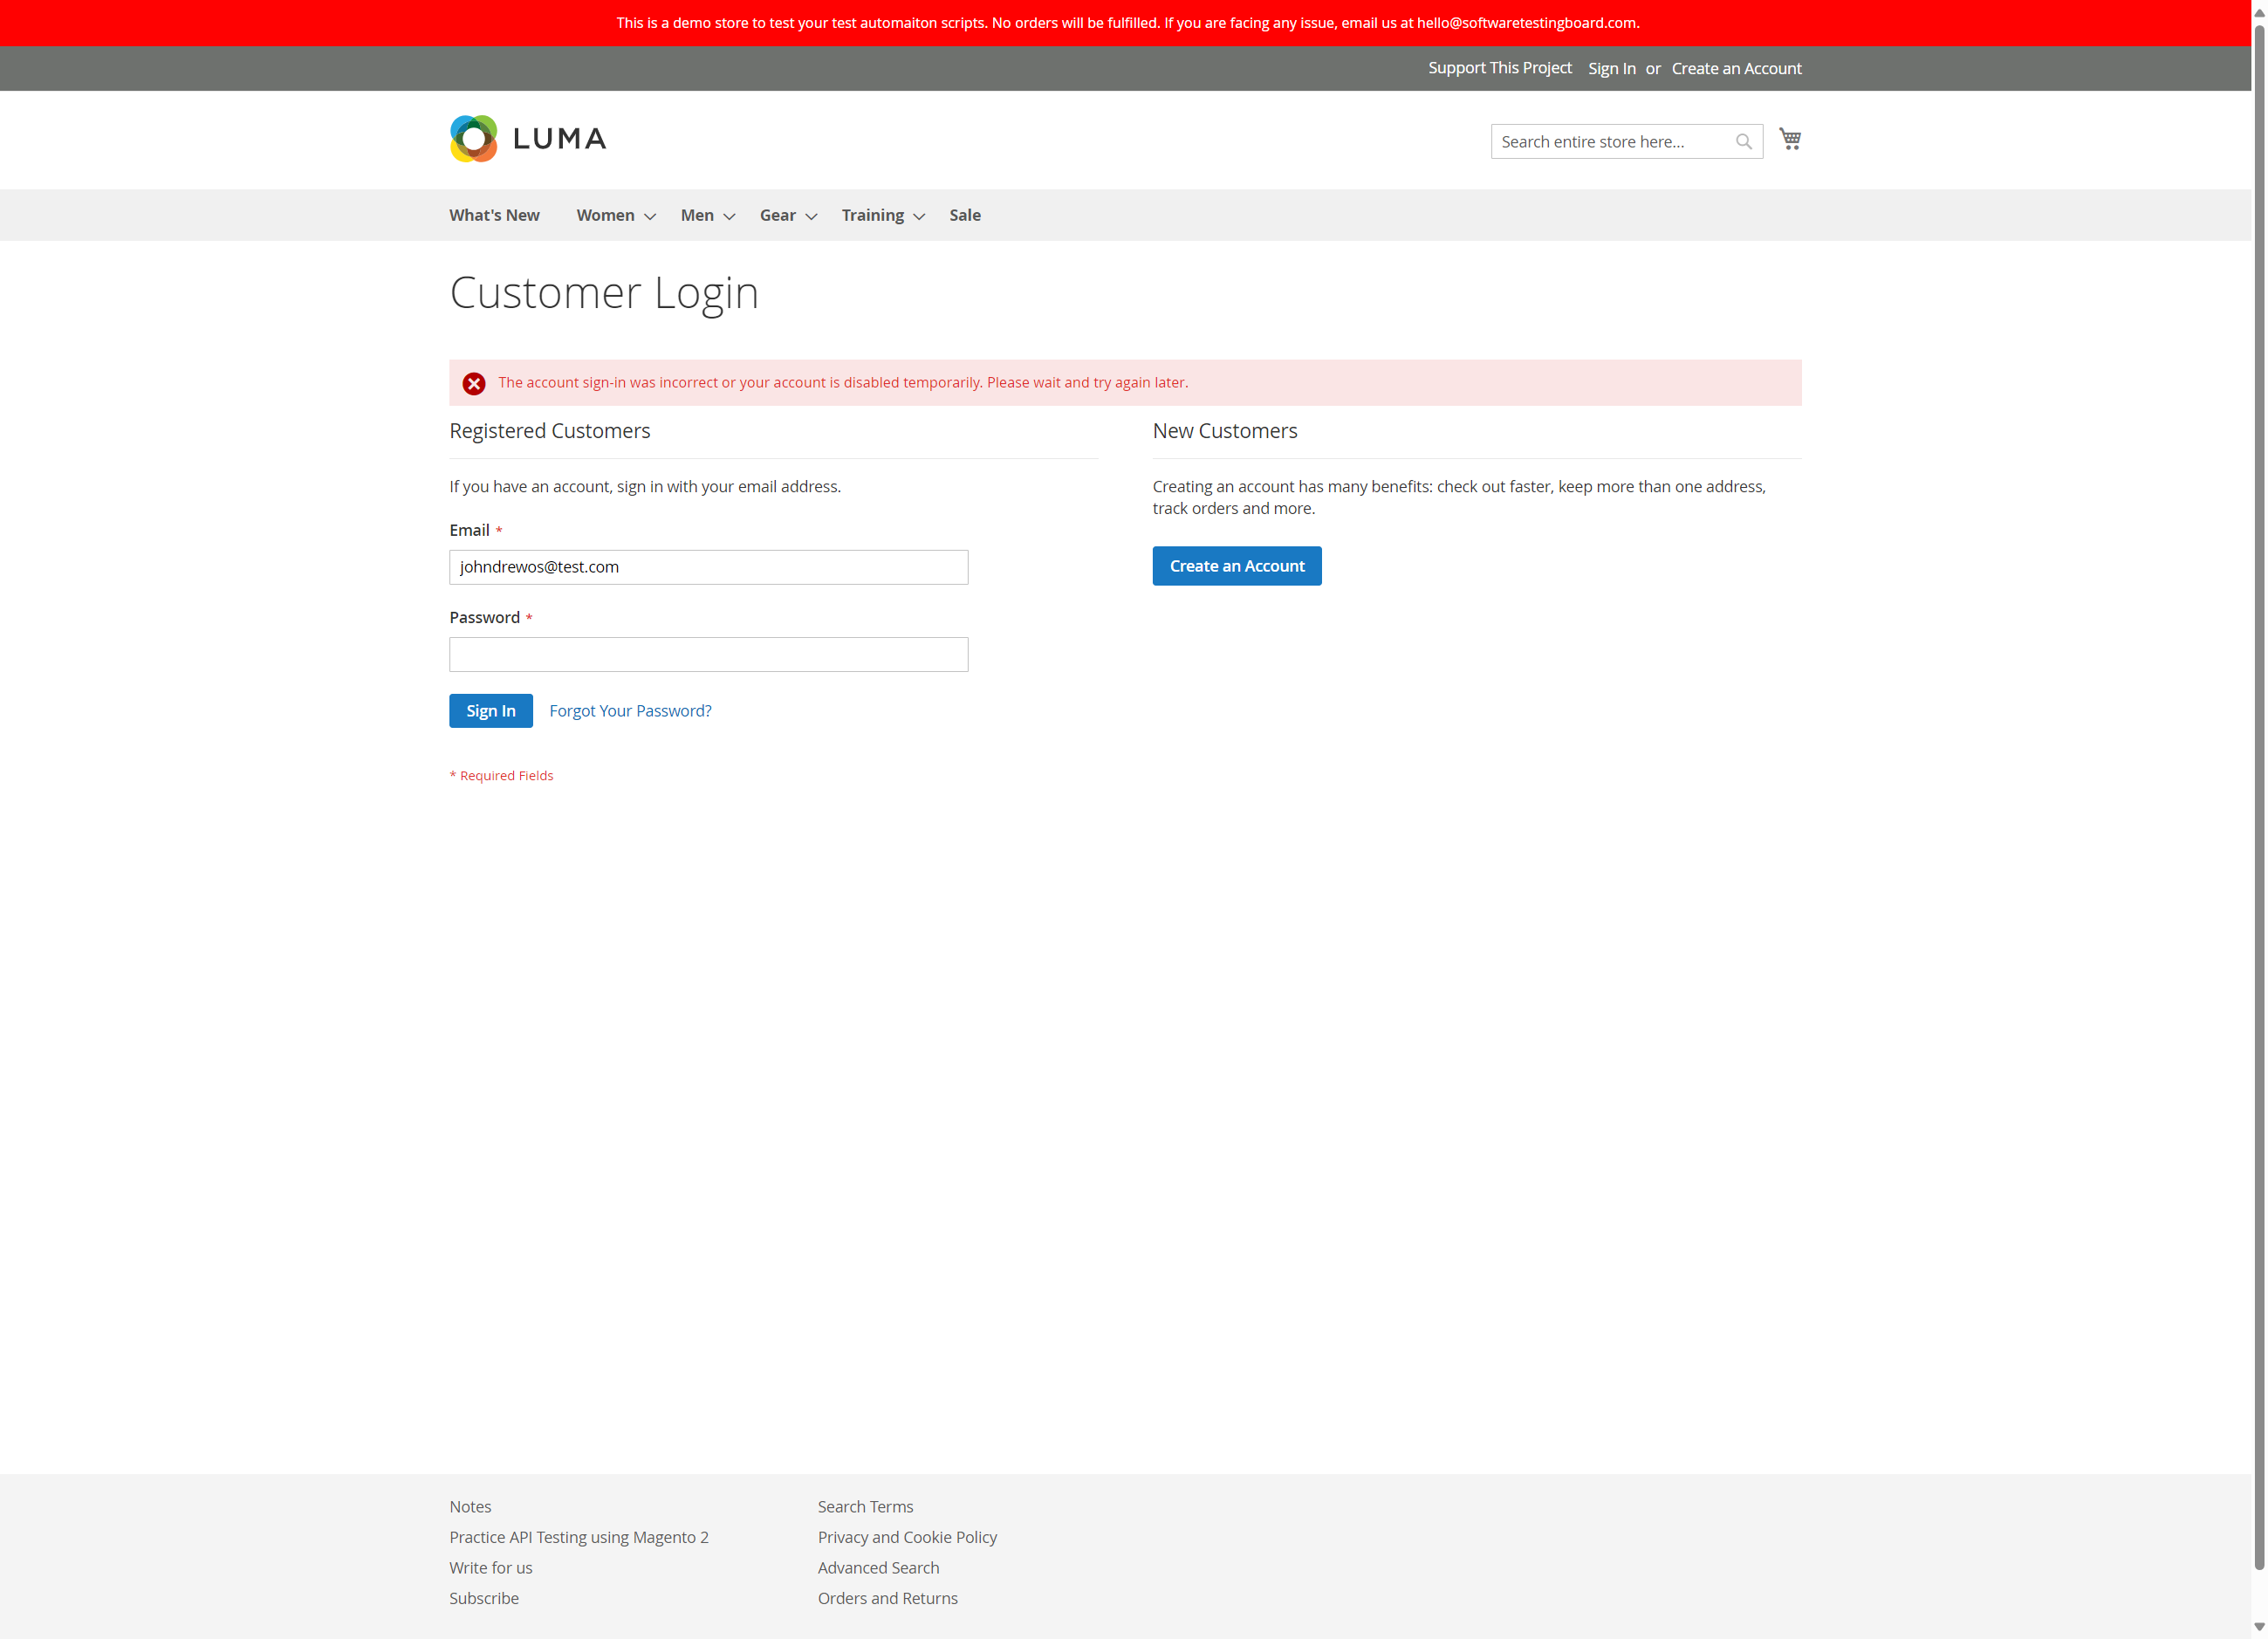 This is a demo store to test your test automaiton scripts. No orders will be fulfilled. If you are facing any issue, email us at hello@softwaretestingboard.com.
Support This Project Sign In or Create an Account
LUMA
Search entire store here...
What's New Women Men Gear Training Sale
Customer Login
The account sign-in was incorrect or your account is disabled temporarily. Please wait and try again later.
Registered Customers
If you have an account, sign in with your email address.
Email *
johndrewos@test.com
Password *
Sign In Forgot Your Password?
* Required Fields
New Customers
Creating an account has many benefits: check out faster, keep more than one address,
track orders and more.
Create an Account
Notes
Practice API Testing using Magento 2
Write for us
Subscribe
Search Terms
Privacy and Cookie Policy
Advanced Search
Orders and Returns